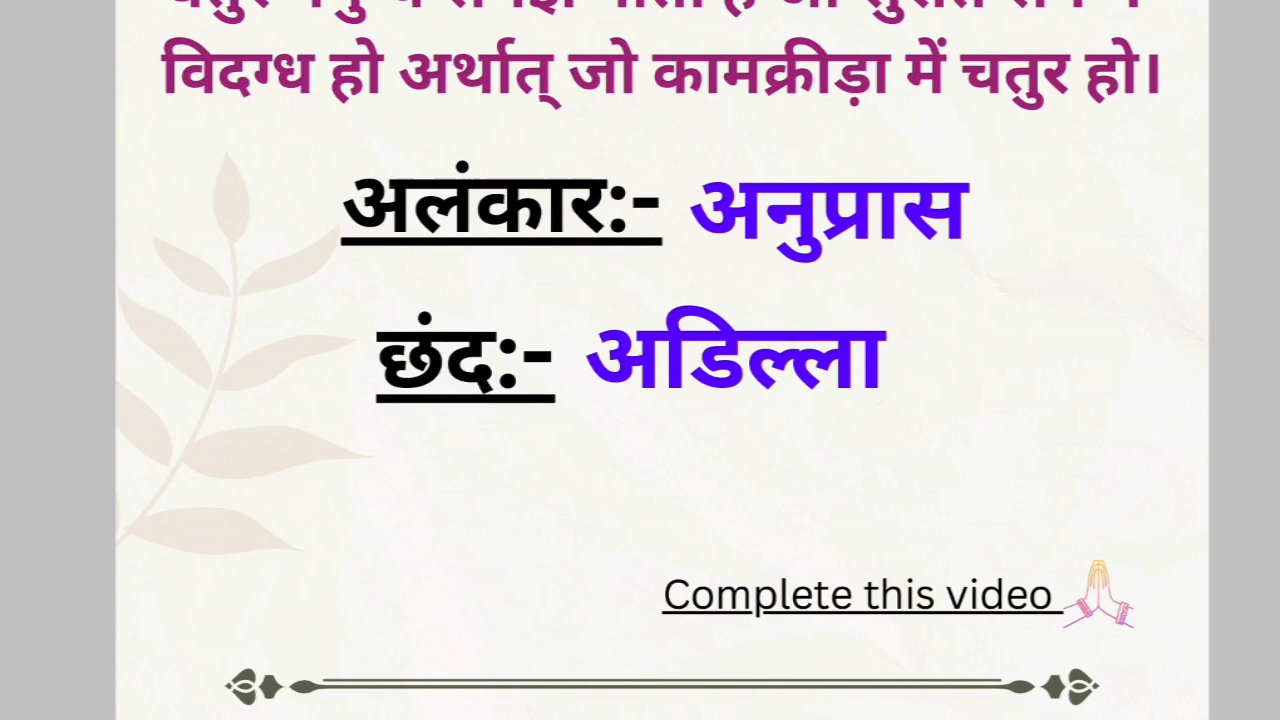 विदग्ध हो अर्थात् जो कामक्रीड़ा में चतुर हो।
अलंकार:- अनुप्रास
छंद:- अडिल्ला
Complete this video